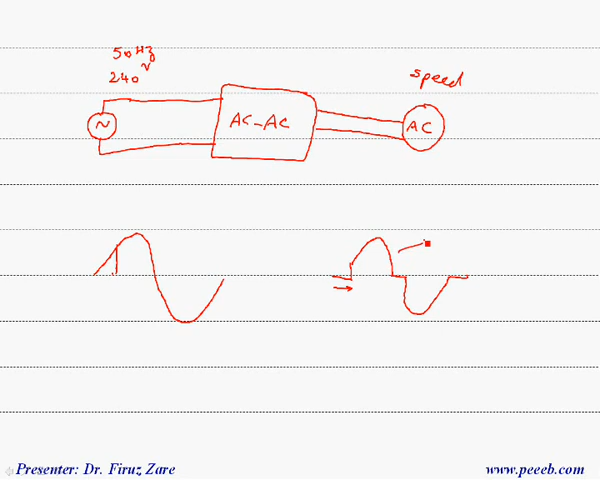 50Hz
240V
speed
~
AC-AC
AC
Presenter: Dr. Firuz Zare
www.peeeb.com